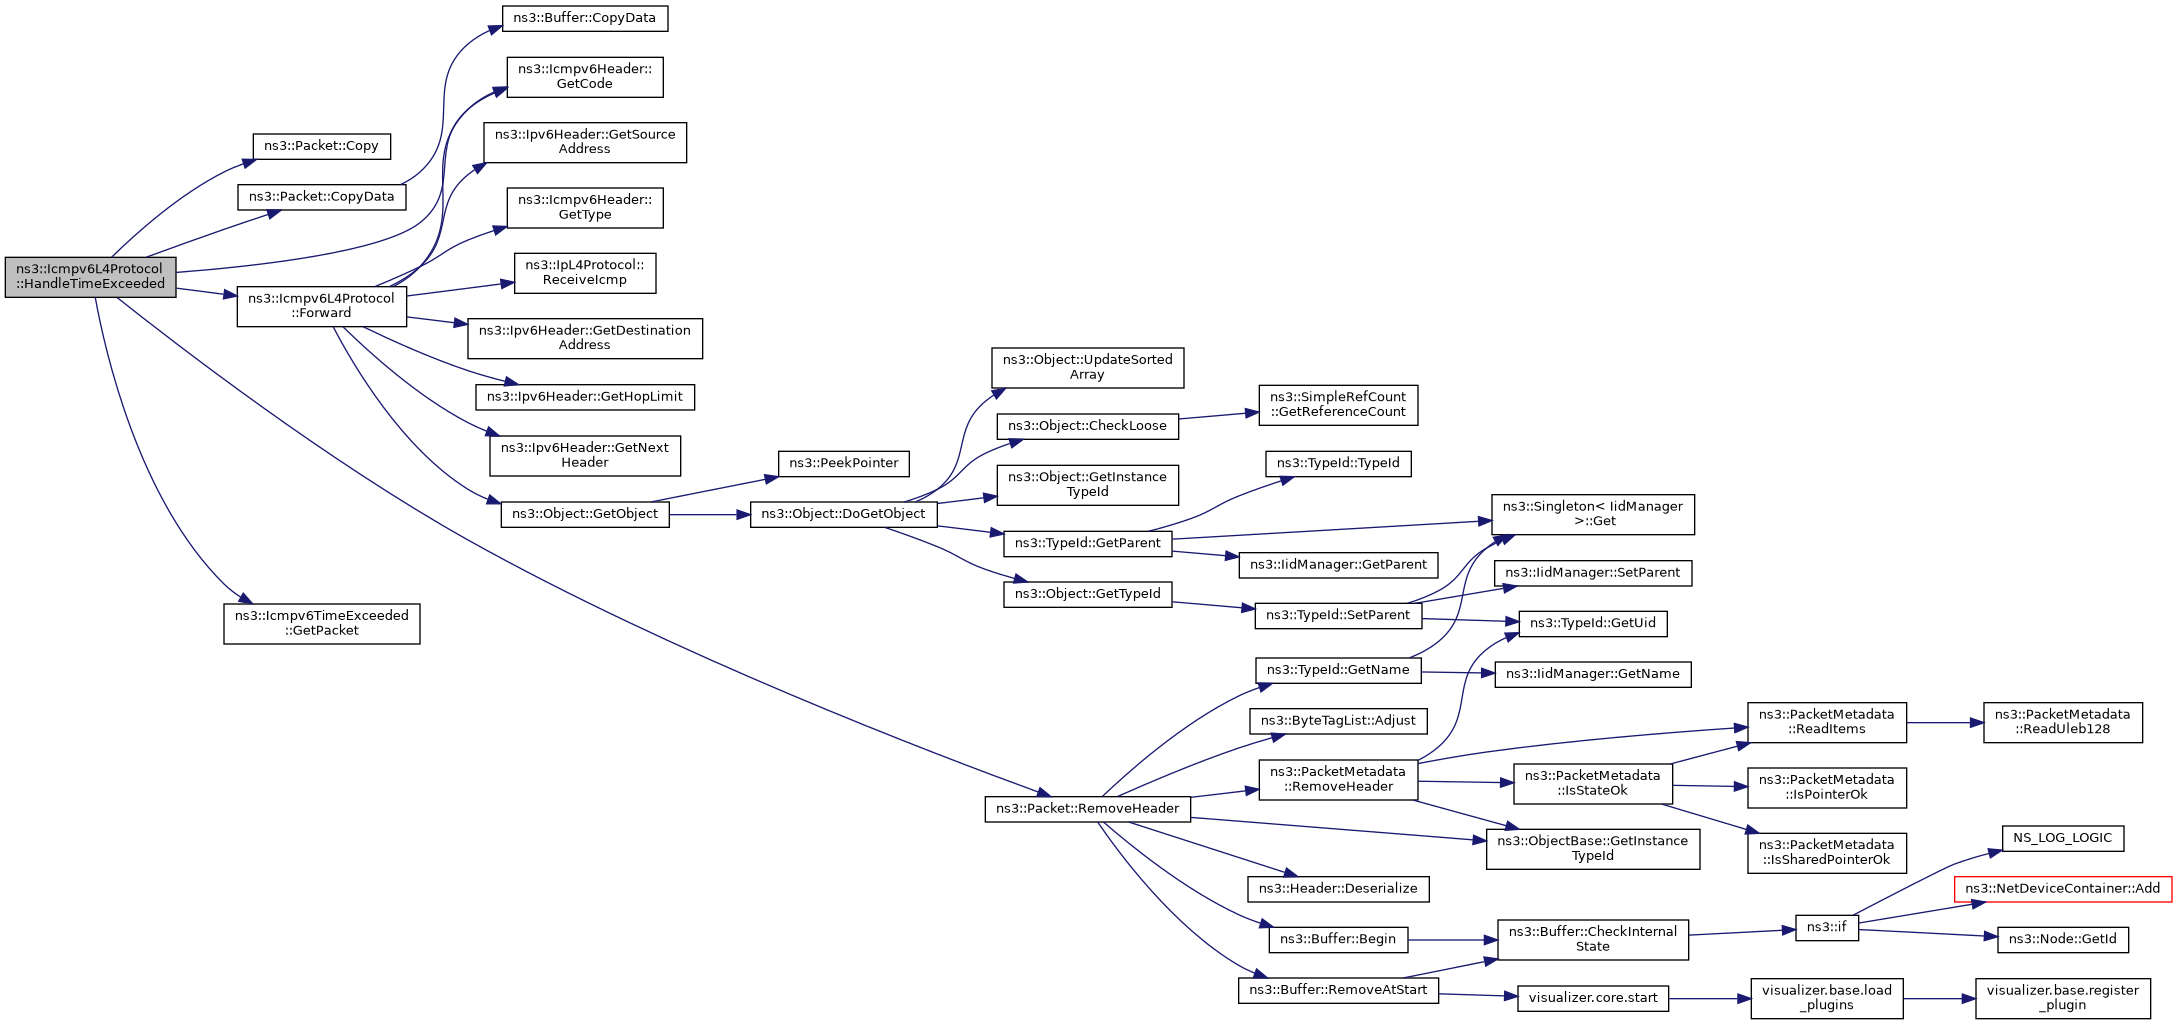 ns3::Icmpv6L4Protocol
::HandleTimeExceeded
ns3::Packet::Copy
ns3::Packet::CopyData
ns3::Icmpv6L4Protocol
::Forward
ns3::Icmpv6TimeExceeded
::GetPacket
ns3::Buffer::CopyData
ns3::Icmpv6Header::
GetCode
ns3::Ipv6Header::GetSource
Address
ns3::Icmpv6Header::
GetType
ns3::IpL4Protocol::
ReceiveIcmp
ns3::Ipv6Header::GetDestination
Address
ns3::Ipv6Header::GetHopLimit
ns3::Ipv6Header::GetNext
Header
ns3::Object::GetObject
ns3::PeekPointer
ns3::Object::DoGetObject
ns3::Object::UpdateSorted
Array
ns3::Object::CheckLoose
ns3::Object::GetInstance
TypeId
ns3::TypeId::GetParent
ns3::Object::GetTypeId
ns3::Packet::RemoveHeader
ns3::SimpleRefCount
::GetReferenceCount
ns3::TypeId::TypeId
ns3::IidManager::GetParent
ns3::TypeId::SetParent
ns3::TypeId::GetName
ns3::ByteTagList::Adjust
ns3::PacketMetadata
::RemoveHeader
ns3::Header::Deserialize
ns3::Buffer::Begin
ns3::Buffer::RemoveAtStart
ns3::Singleton< IidManager
>::Get
ns3::IidManager::SetParent
ns3::TypeId::GetUid
ns3::IidManager::GetName
ns3::PacketMetadata
::IsStateOk
ns3::ObjectBase::GetInstance
TypeId
ns3::Buffer::CheckInternal
State
visualizer.core.start
ns3::PacketMetadata
::ReadItems
ns3::PacketMetadata
::IsPointerOk
ns3::PacketMetadata
::IsSharedPointerOk
ns3::if
visualizer.base.load
_plugins
ns3::PacketMetadata
::ReadUleb128
NS_LOG_LOGIC
ns3::NetDeviceContainer::Add
ns3::Node::GetId
visualizer.base.register
_plugin